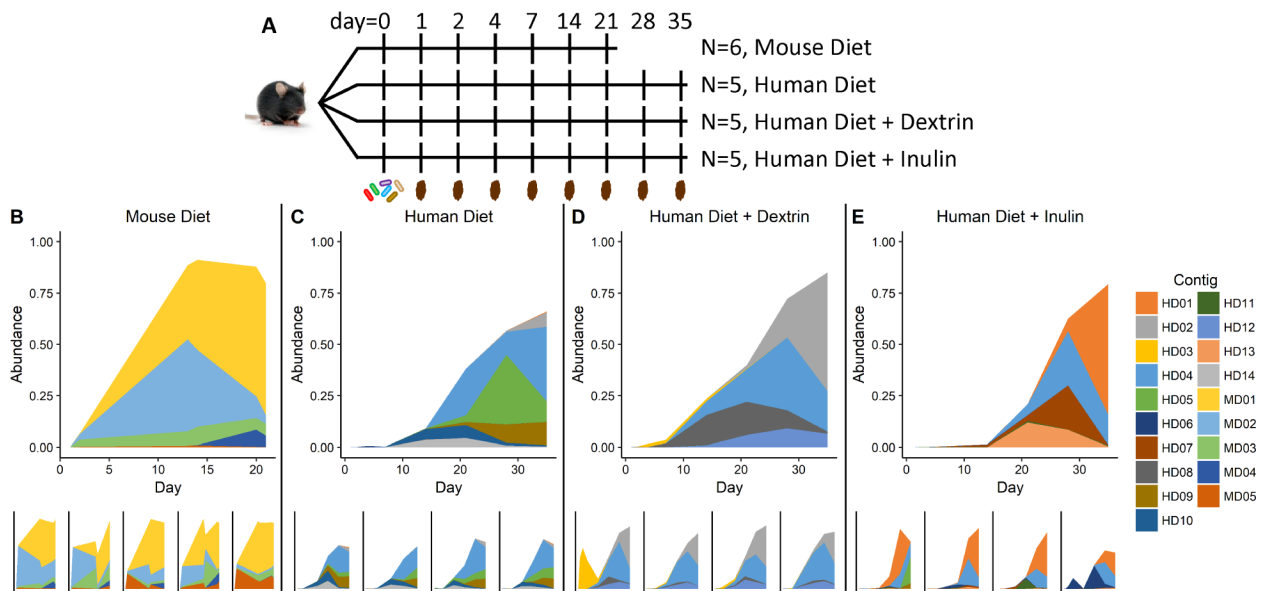 A
day=0 1 2 4 7 14 21 28 35
N=6, Mouse Diet
N=5, Human Diet
N=5, Human Diet + Dextrin
N=5, Human Diet + Inulin
B Mouse Diet
1.00
0.75
0.50
0.25
0.00
Abundance
0 5 10 15 20
Day
C Human Diet
1.00
0.75
0.50
0.25
0.00
Abundance
0 10 20 30
Day
D Human Diet + Dextrin
1.00
0.75
0.50
0.25
0.00
Abundance
0 10 20 30
Day
E Human Diet + Inulin
1.00
0.75
0.50
0.25
0.00
Abundance
0 10 20 30
Day
Contig
HD01 HD11
HD02 HD12
HD03 HD13
HD04 HD14
HD05 MD01
HD06 MD02
HD07 MD03
HD08 MD04
HD09 MD05
HD10